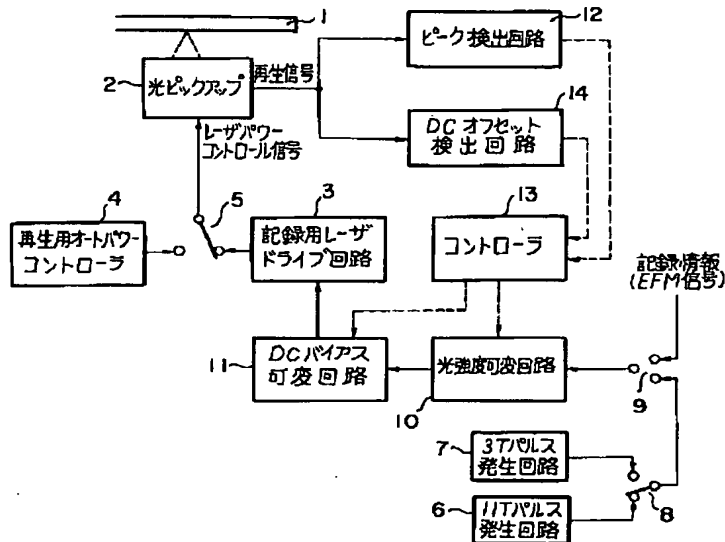 1
12
ピーク検出回路
2
光ピックアップ
再生信号
14
DCオフセット
検出回路
レーザパワー
コントロール信号
4
再生用オートパワー
コントローラ
5
3
記録用レーザ
ドライブ回路
13
コントローラ
記録情報
(EFM信号)
11
DCバイアス
可変回路
光強度可変回路
10
9
7
3Tパルス
発生回路
8
6
11Tパルス
発生回路